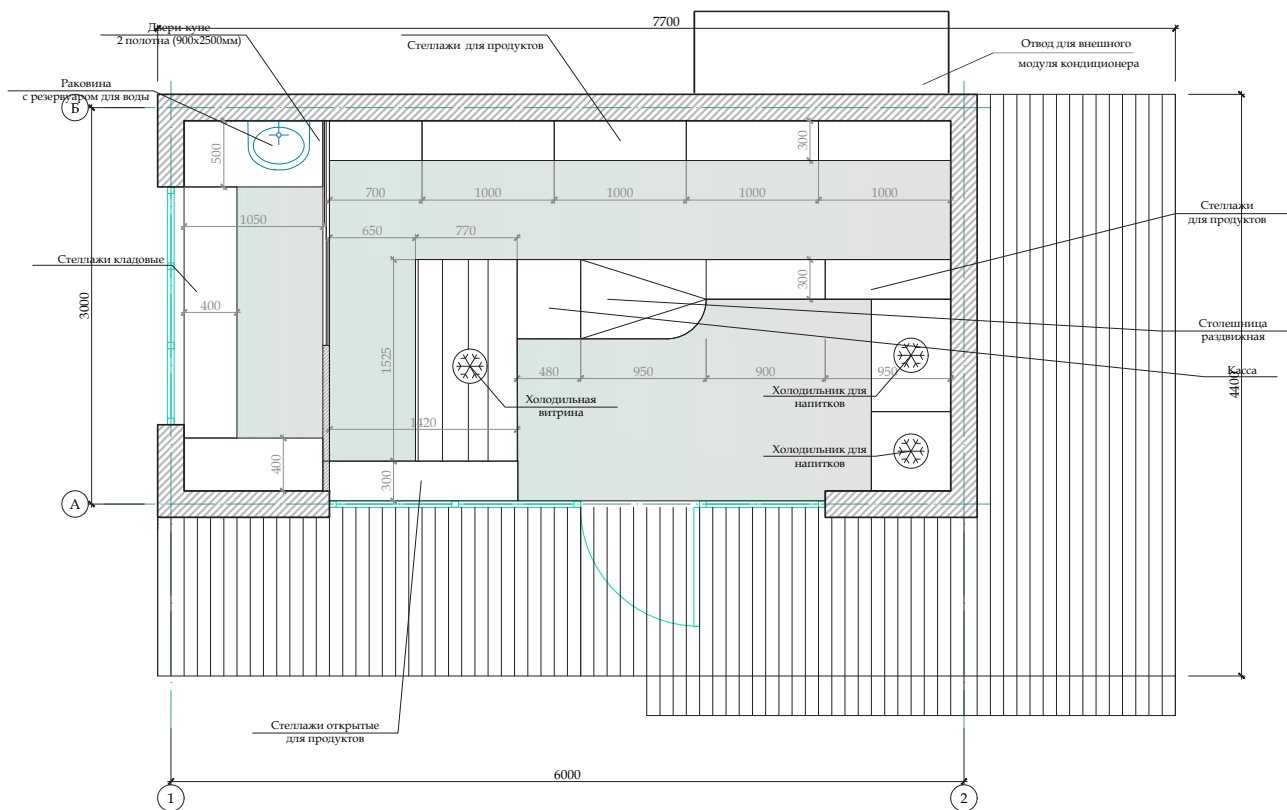 7700
Двери-купе
2 полотна (900х2500мм)
Стеллажи для продуктов
Отвод для внешного
модуля кондиционера
Раковина
с резервуаром для воды
Б
500
300
700
1000
1000
1000
1000
1050
650
770
Стеллажи
для продуктов
Стеллажи кладовые
300
400
3000
Столешница
раздвижная
1525
480
950
900
950
Касса
4400
Холодильная
витрина
Холодильник для
напитков
1420
Холодильник для
напитков
400
300
А
Стеллажи открытые
для продуктов
6000
1
2